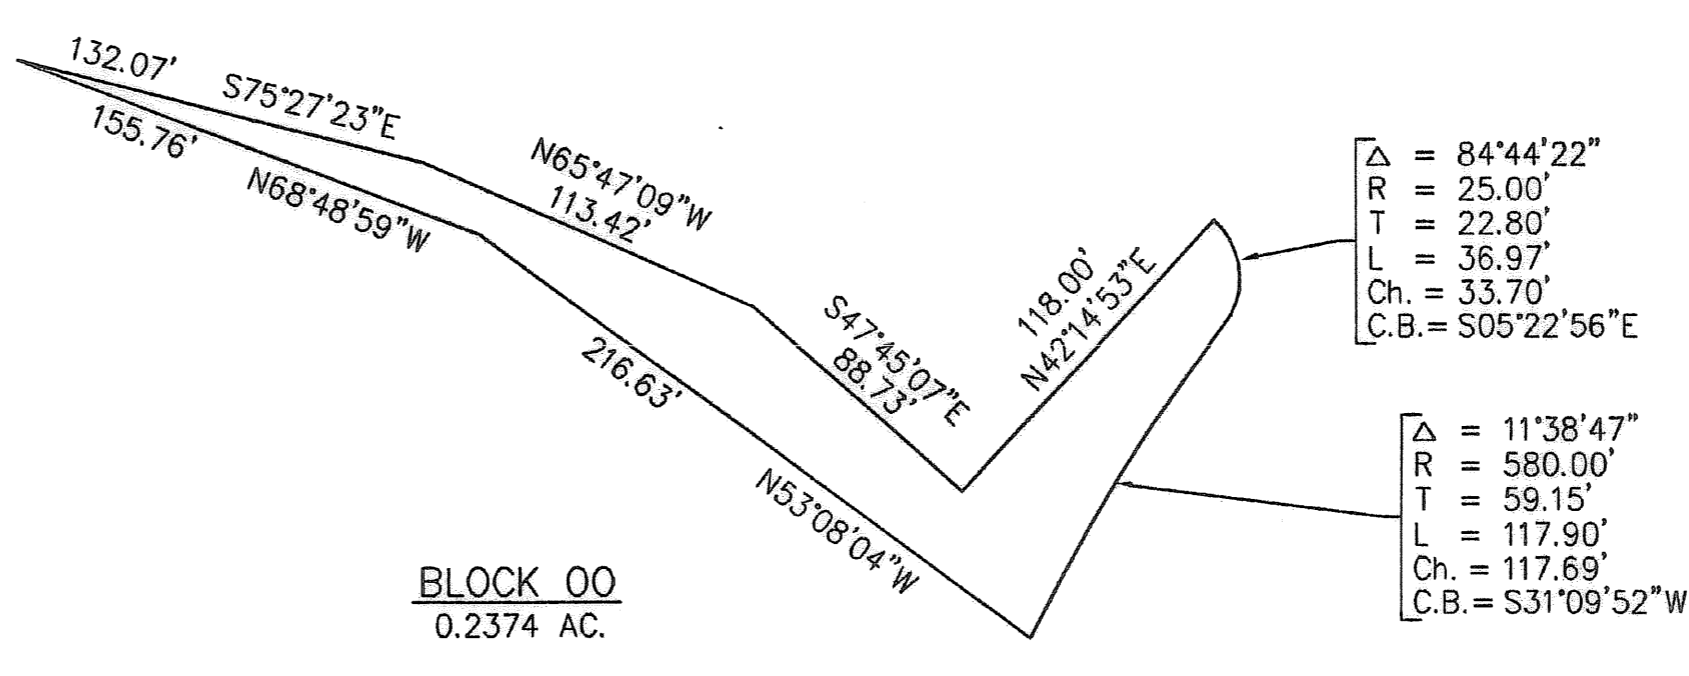 132.07'
S75°27'23"E
155.76'
N68°48'59"W
N65°47'09"W
113.42'
S47°45'07"E
88.73'
118.00'
N42°14'53"E
216.63'
N53°08'04"W
Δ = 84°44'22"
R = 25.00'
T = 22.80'
L = 36.97'
Ch. = 33.70'
C.B. = S05°22'56"E
Δ = 11°38'47"
R = 580.00'
T = 59.15'
L = 117.90'
Ch. = 117.69'
C.B. = S31°09'52"W
BLOCK OO
0.2374 AC.